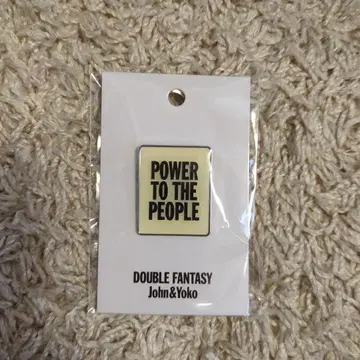 POWER
TO THE
PEOPLE
DOUBLE FANTASY
John&Yoko